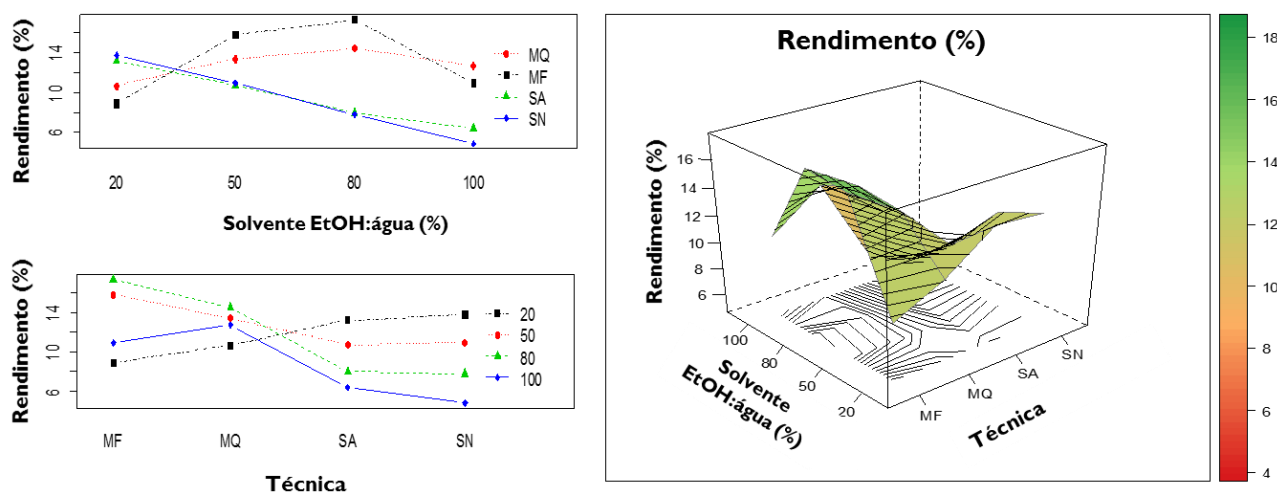 Rendimento (%)
14
10
6
MQ
MF
SA
SN
20
50
80
100
Solvente EtOH:água (%)
Rendimento (%)
14
10
6
20
50
80
100
MF
MQ
SA
SN
Técnica
Rendimento (%)
Rendimento (%)
16
14
12
10
8
6
100
80
50
20
Solvente
EtOH:água (%)
MF
MQ
SA
SN
Técnica
18
16
14
12
10
8
6
4